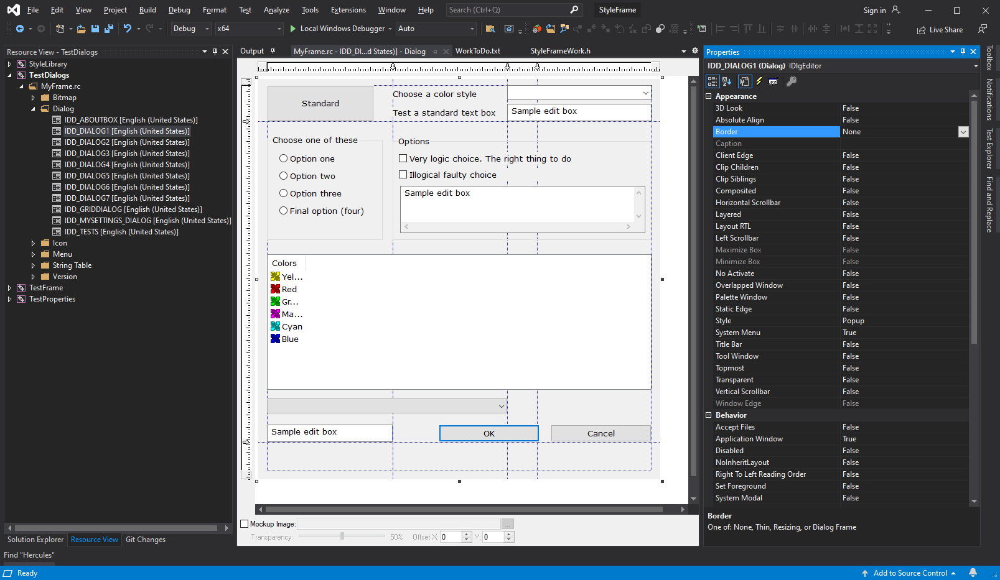 File Edit View Project Build Debug Format Test Analyze Tools Extensions Window Help Search (Ctrl+Q) StyleFrame Sign in
Debug x64 Local Windows Debugger Auto Live Share
Resource View - TestDialogs
StyleLibrary
TestDialogs
MyFrame.rc
Bitmap
Dialog
IDD_ABOUTBOX [English (United States)]
IDD_DIALOG1 [English (United States)]
IDD_DIALOG2 [English (United States)]
IDD_DIALOG3 [English (United States)]
IDD_DIALOG4 [English (United States)]
IDD_DIALOG5 [English (United States)]
IDD_DIALOG6 [English (United States)]
IDD_DIALOG7 [English (United States)]
IDD_GRIDDIALOG [English (United States)]
IDD_MYSETTINGS_DIALOG [English (United States)]
IDD_TESTS [English (United States)]
Icon
Menu
String Table
Version
TestFrame
TestProperties
Solution Explorer Resource View Git Changes
Find "Hercules"
Output MyFrame.rc - IDD_DI...d States)] - Dialog WorkToDo.txt StyleFrameWork.h
Standard
Choose a color style
Test a standard text box Sample edit box
Choose one of these
Option one
Option two
Option three
Final option (four)
Options
Very logic choice. The right thing to do
Illogical faulty choice
Sample edit box
Colors
Yel...
Red
Gr...
Ma...
Cyan
Blue
Sample edit box OK Cancel
Mockup Image: ...
Transparency: 50% Offset X: 0 Y: 0
Properties
IDD_DIALOG1 (Dialog) IDlgEditor
Appearance
3D Look False
Absolute Align False
Border None
Caption
Client Edge False
Clip Children False
Clip Siblings False
Composited False
Horizontal Scrollbar False
Layered False
Layout RTL False
Left Scrollbar False
Maximize Box False
Minimize Box False
No Activate False
Overlapped Window False
Palette Window False
Static Edge False
Style Popup
System Menu True
Title Bar False
Tool Window False
Topmost False
Transparent False
Vertical Scrollbar False
Window Edge False
Behavior
Accept Files False
Application Window True
Disabled False
NoInheritLayout False
Right To Left Reading Order False
Set Foreground False
System Modal False
Border
One of: None, Thin, Resizing, or Dialog Frame
Toolbox
Notifications
Test Explorer
Find and Replace
Ready Add to Source Control